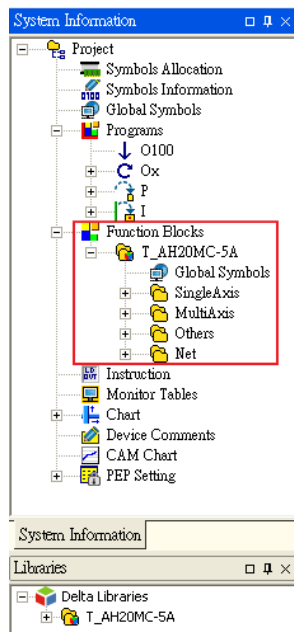 System Information
Project
Symbols Allocation
Symbols Information
Global Symbols
Programs
O100
Ox
P
I
Function Blocks
T_AH20MC-5A
Global Symbols
SingleAxis
MultiAxis
Others
Net
Instruction
Monitor Tables
Chart
Device Comments
CAM Chart
PEP Setting
System Information
Libraries
Delta Libraries
T_AH20MC-5A